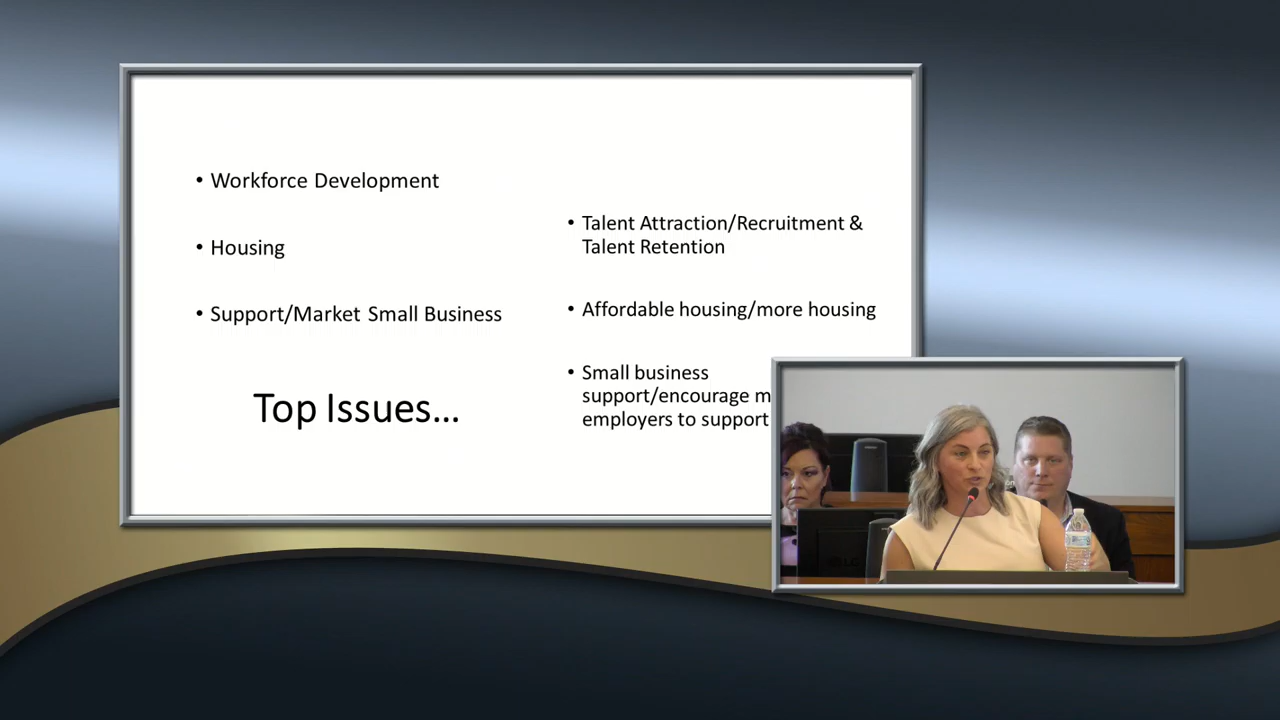 • Workforce Development
• Housing
• Support/Market Small Business
Top Issues...
• Talent Attraction/Recruitment &
Talent Retention
• Affordable housing/more housing
• Small business
support/encourage
employers to support
LG